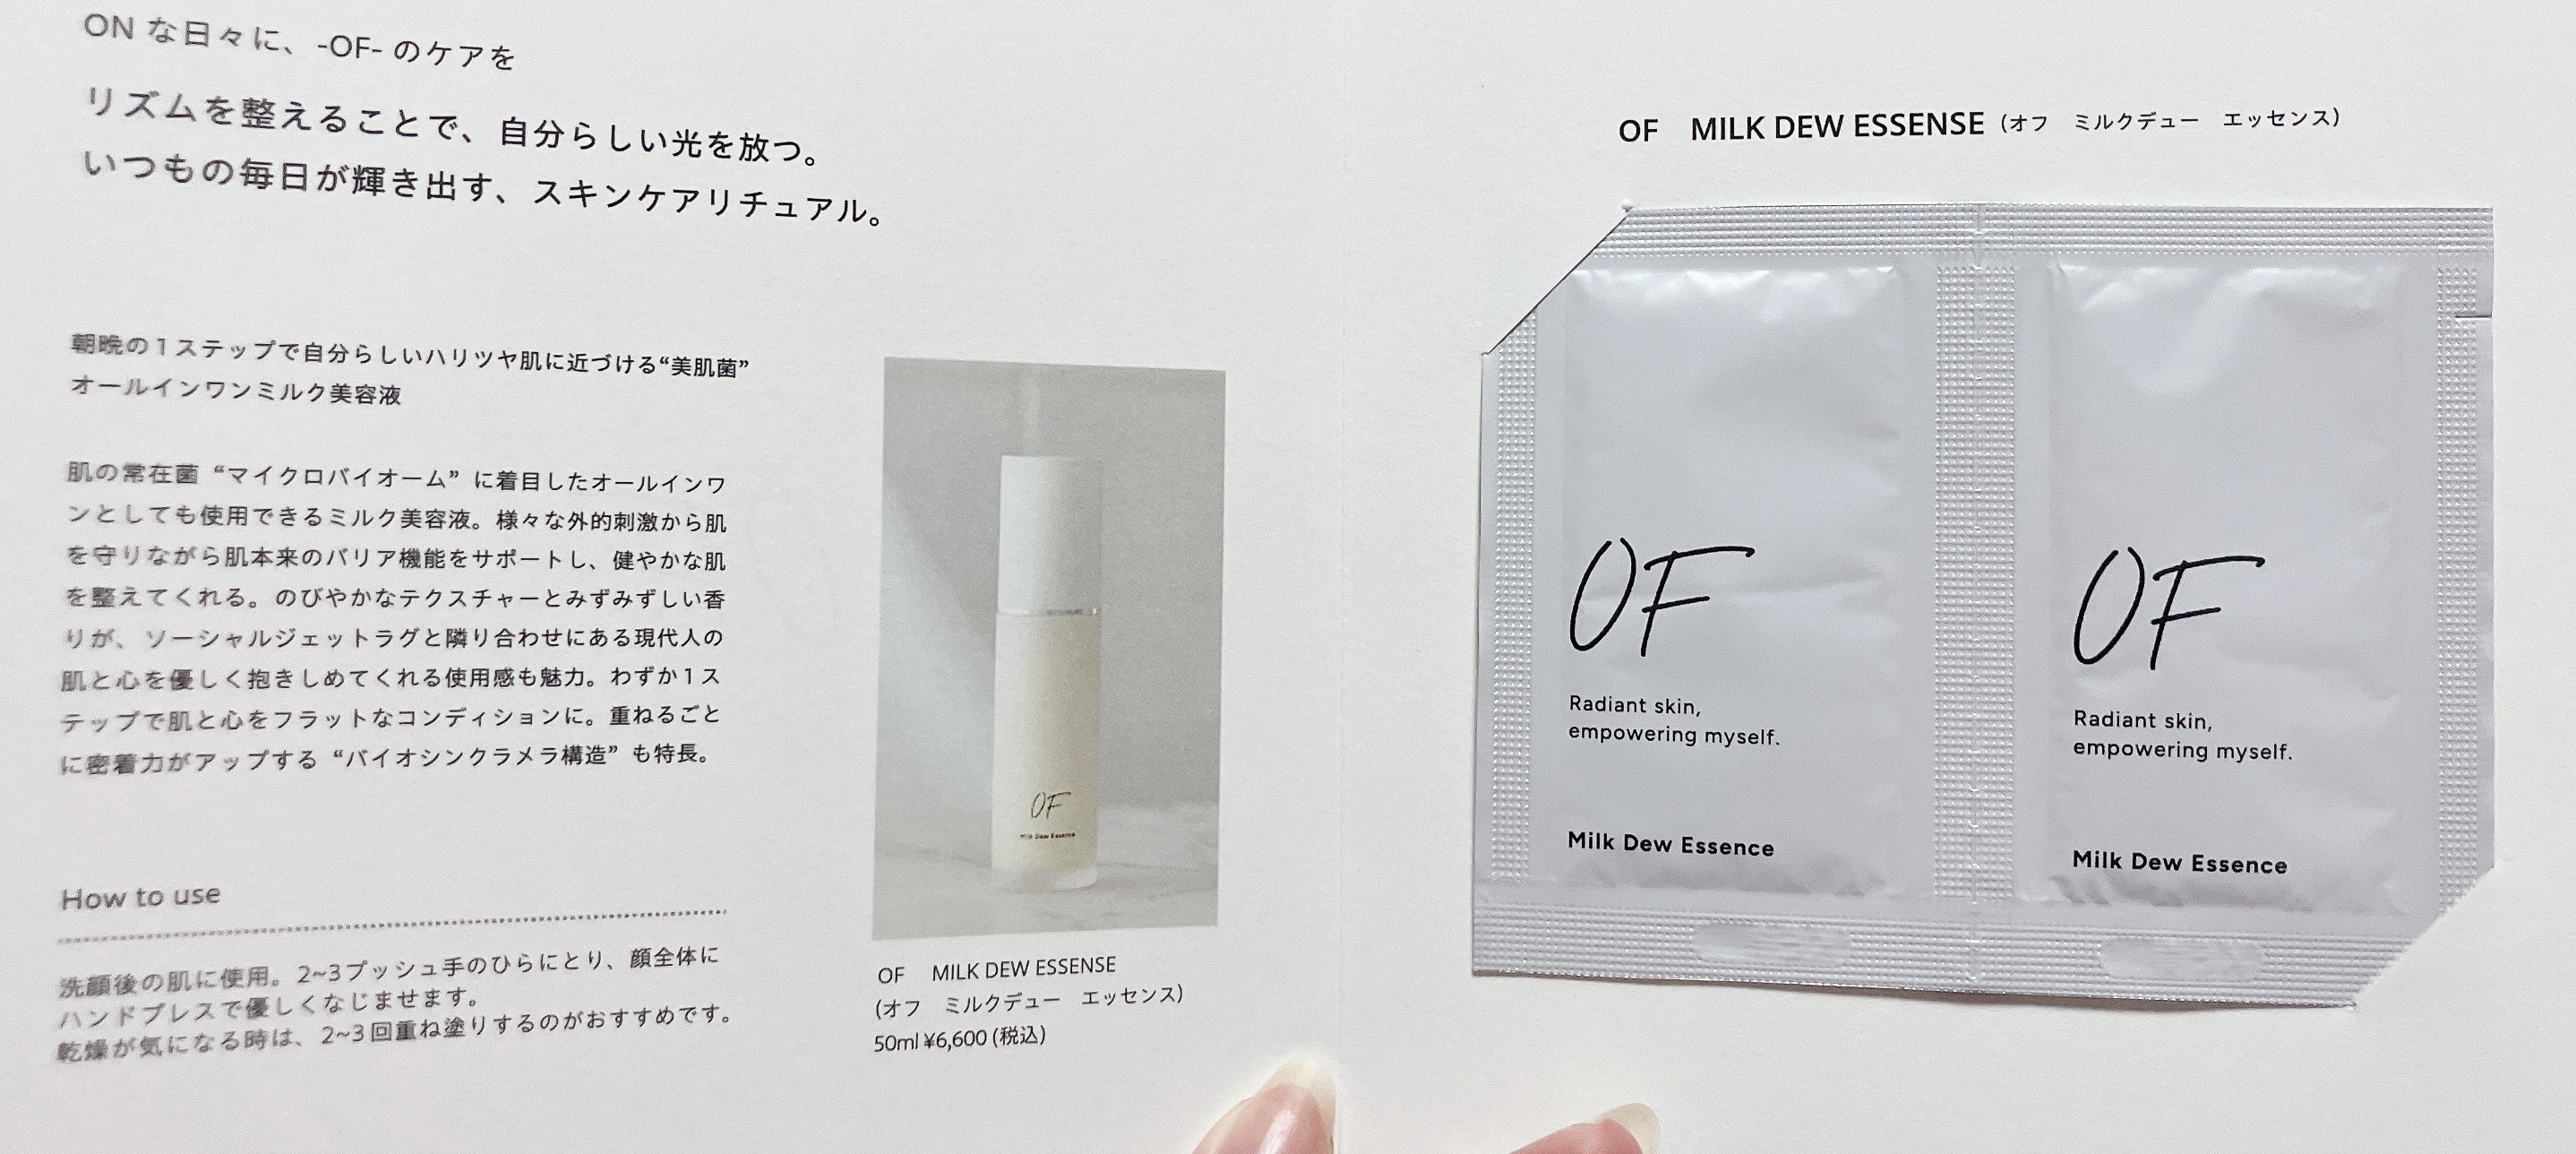 ON な日々に、-OF- のケアを
リズムを整えることで、自分らしい光を放つ。
いつもの毎日が輝き出す、スキンケアリチュアル。
朝晩の1ステップで自分らしいハリツヤ肌に近づける“美肌菌”
オールインワンミルク美容液
肌の常在菌 “マイクロバイオーム” に着目したオールインワ
ンとしても使用できるミルク美容液。様々な外的刺激から肌
を守りながら肌本来のバリア機能をサポートし、健やかな肌
を整えてくれる。のびやかなテクスチャーとみずみずしい香
りが、ソーシャルジェットラグと隣り合わせにある現代人の
肌と心を優しく抱きしめてくれる使用感も魅力。わずか1ス
テップで肌と心をフラットなコンディションに。重ねるごと
に密着力がアップする “バイオシンクラメラ構造” も特長。
How to use
洗顔後の肌に使用。2~3プッシュ手のひらにとり、顔全体に
ハンドプレスで優しくなじませます。
乾燥が気になる時は、2~3回重ね塗りするのがおすすめです。
OF
Milk Dew Essence
OF MILK DEW ESSENSE
(オフ ミルクデュー エッセンス)
50ml ¥6,600 (税込)
OF MILK DEW ESSENSE (オフ ミルクデュー エッセンス)
OF
Radiant skin,
empowering myself.
Milk Dew Essence
OF
Radiant skin,
empowering myself.
Milk Dew Essence